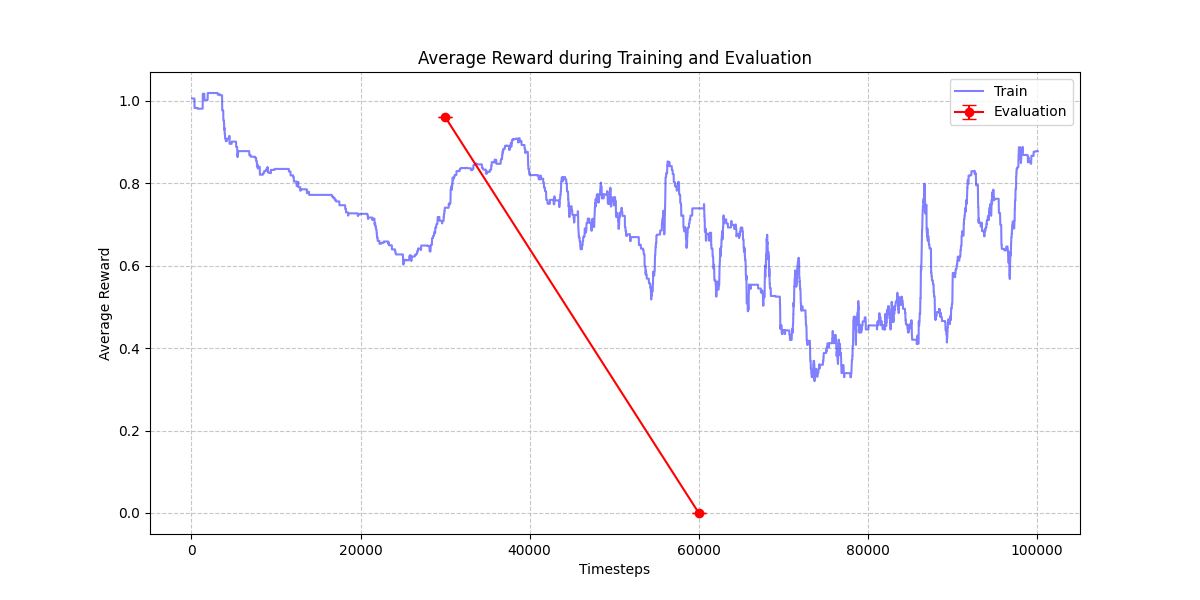 Average Reward during Training and Evaluation
Train
Evaluation
1.0
0.8
0.6
0.4
0.2
0.0
Average Reward
0 20000 40000 60000 80000 100000
Timesteps